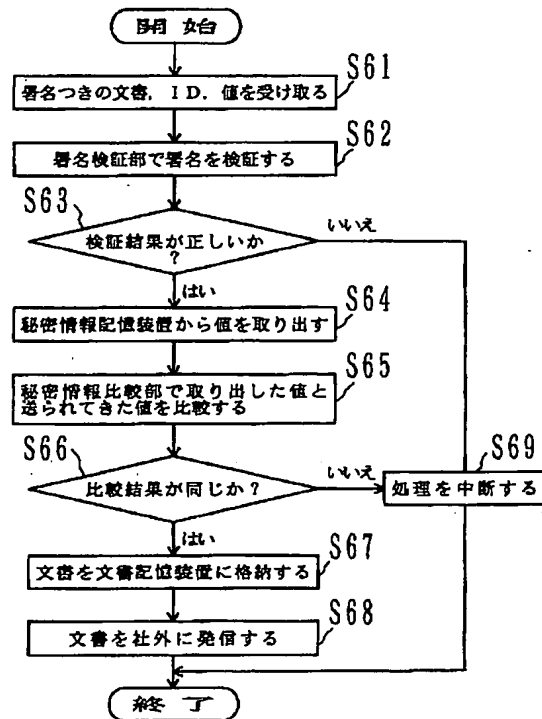 開始
S61
署名つきの文書，ＩＤ，値を受け取る
S62
署名検証部で署名を検証する
S63
検証結果が正しいか
？
いいえ
はい
S64
秘密情報記憶装置から値を取り出す
S65
秘密情報比較部で取り出した値と
送られてきた値を比較する
S66
比較結果が同じか？
いいえ
S69
処理を中断する
はい
S67
文書を文書記憶装置に格納する
S68
文書を社外に発信する
終了